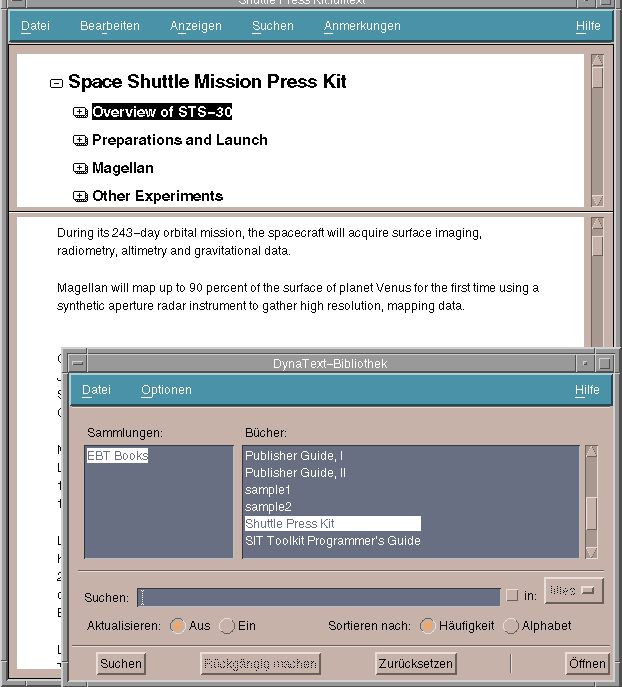 Shuttle Press Kit:fulltext
Datei Bearbeiten Anzeigen Suchen Anmerkungen Hilfe
Space Shuttle Mission Press Kit
Overview of STS-30
Preparations and Launch
Magellan
Other Experiments
During its 243-day orbital mission, the spacecraft will acquire surface imaging,
radiometry, altimetry and gravitational data.
Magellan will map up to 90 percent of the surface of planet Venus for the first time using a
synthetic aperture radar instrument to gather high resolution, mapping data.
DynaText-Bibliothek
Datei Optionen Hilfe
Sammlungen: Bücher:
EBT Books
Publisher Guide, I
Publisher Guide, II
sample1
sample2
Shuttle Press Kit
SIT Toolkit Programmer's Guide
Suchen: in: titles
Aktualisieren: Aus Ein Sortieren nach: Häufigkeit Alphabet
Suchen Rückgängig machen Zurücksetzen Öffnen